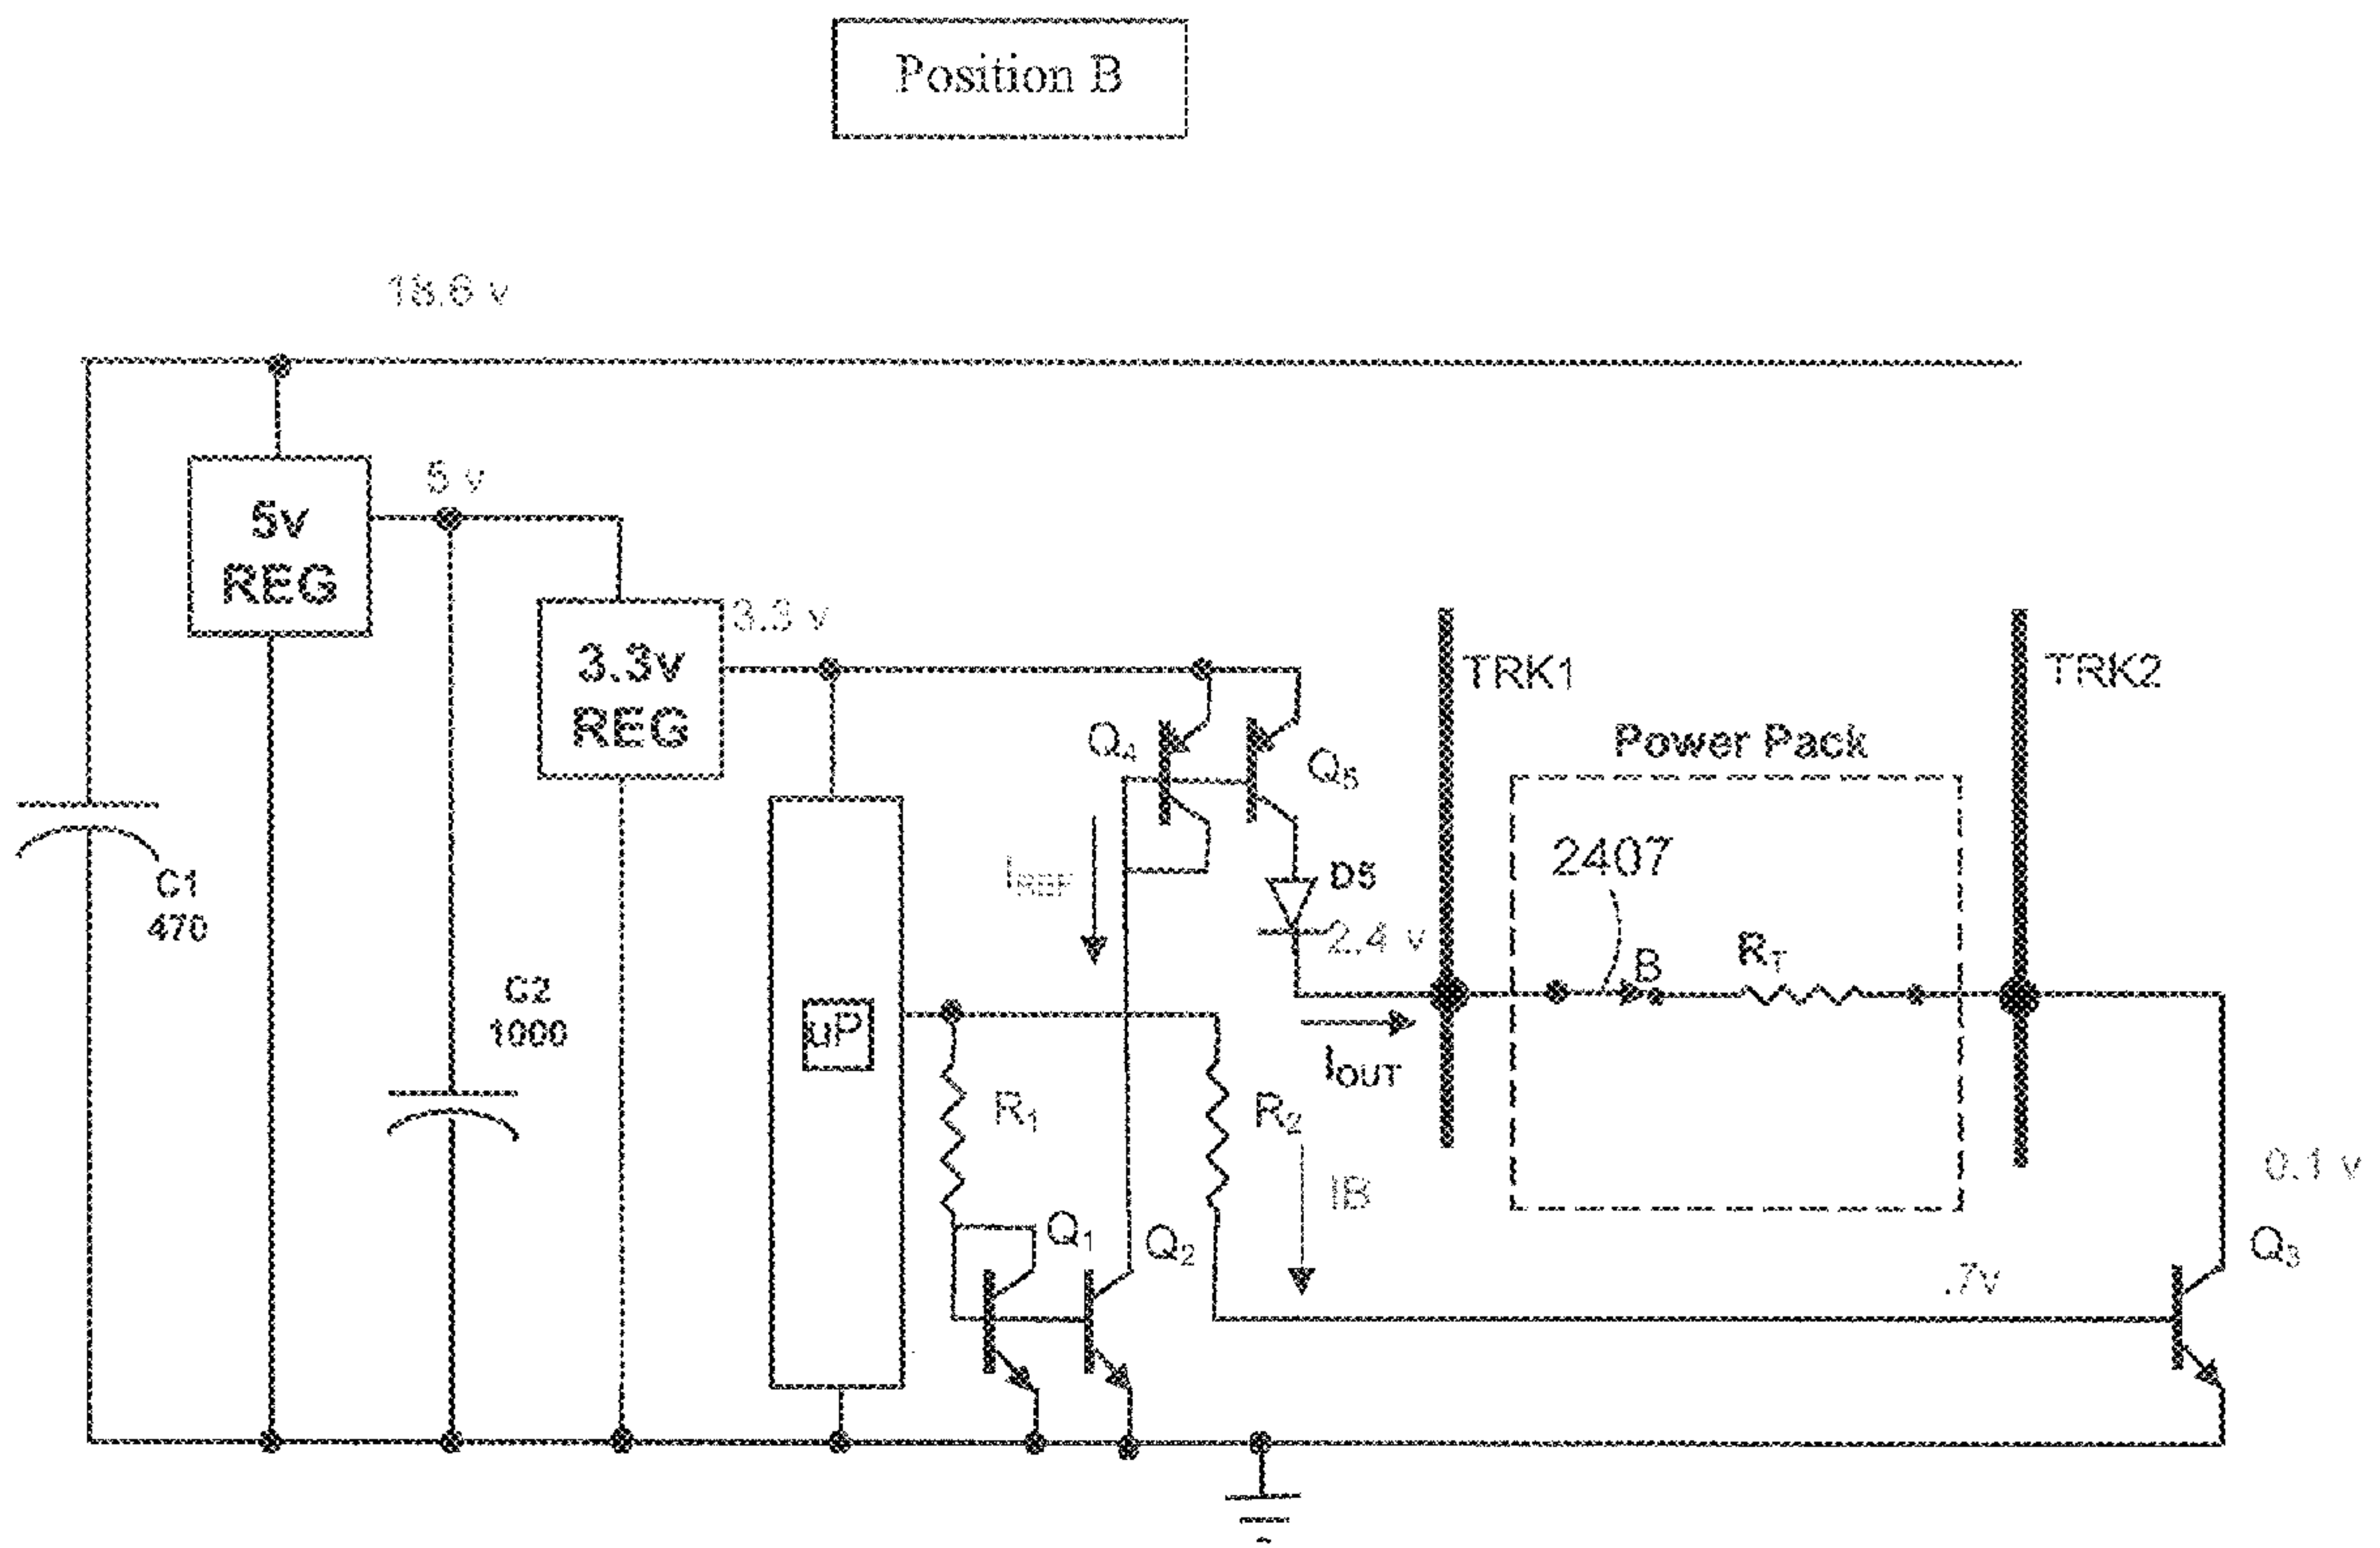 Position B
18.6 v
5v
REG
5 v
3.3v
REG
3.3 v
TRK1
TRK2
Power Pack
Q4
Q5
2407
C1
470
IREF
D5
2.4 v
B
RT
C2
1000
uP
IOUT
R1
R2
IB
0.1 v
Q1
Q2
Q3
.7v